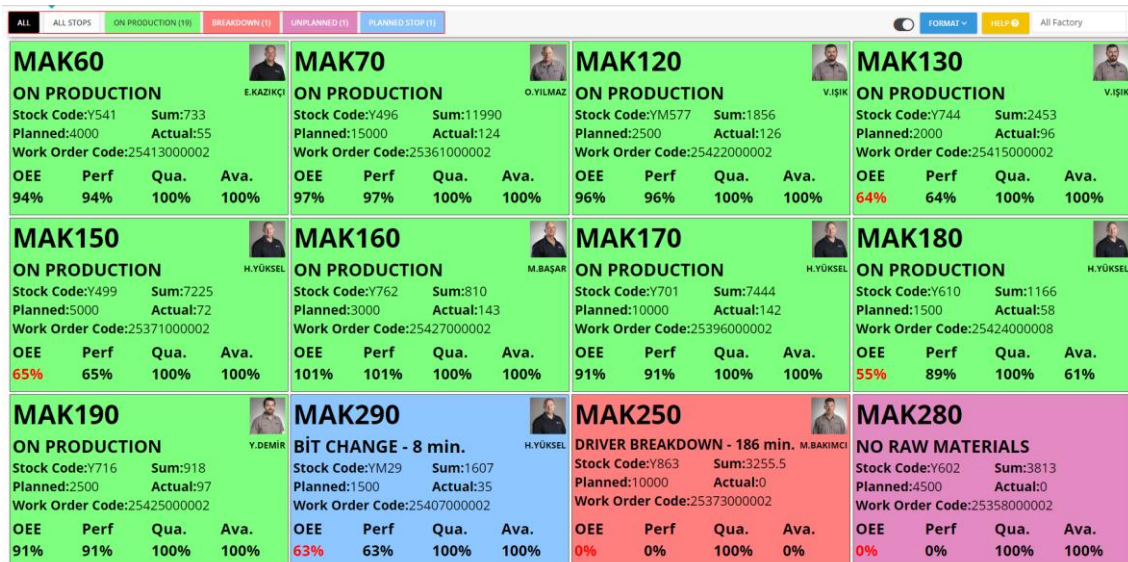 ALL ALL STOPS ON PRODUCTION (19) BREAKDOWN (1) UNPLANNED (1) PLANNED STOP (1) FORMAT HELP All Factory
MAK60
E.KAZIKÇI
ON PRODUCTION
Stock Code:Y541 Sum:733
Planned:4000 Actual:55
Work Order Code:25413000002
OEE Perf Qua. Ava.
94% 94% 100% 100%
MAK70
O.YILMAZ
ON PRODUCTION
Stock Code:Y496 Sum:11990
Planned:15000 Actual:124
Work Order Code:25361000002
OEE Perf Qua. Ava.
97% 97% 100% 100%
MAK120
V.IŞIK
ON PRODUCTION
Stock Code:YM577 Sum:1856
Planned:2500 Actual:126
Work Order Code:25422000002
OEE Perf Qua. Ava.
96% 96% 100% 100%
MAK130
V.IŞIK
ON PRODUCTION
Stock Code:Y744 Sum:2453
Planned:2000 Actual:96
Work Order Code:25415000002
OEE Perf Qua. Ava.
64% 64% 100% 100%
MAK150
H.YÜKSEL
ON PRODUCTION
Stock Code:Y499 Sum:7225
Planned:5000 Actual:72
Work Order Code:25371000002
OEE Perf Qua. Ava.
65% 65% 100% 100%
MAK160
M.BAŞAR
ON PRODUCTION
Stock Code:Y762 Sum:810
Planned:3000 Actual:143
Work Order Code:25427000002
OEE Perf Qua. Ava.
101% 101% 100% 100%
MAK170
H.YÜKSEL
ON PRODUCTION
Stock Code:Y701 Sum:7444
Planned:10000 Actual:142
Work Order Code:25396000002
OEE Perf Qua. Ava.
91% 91% 100% 100%
MAK180
H.YÜKSEL
ON PRODUCTION
Stock Code:Y610 Sum:1166
Planned:1500 Actual:58
Work Order Code:25424000008
OEE Perf Qua. Ava.
55% 89% 100% 61%
MAK190
Y.DEMİR
ON PRODUCTION
Stock Code:Y716 Sum:918
Planned:2500 Actual:97
Work Order Code:25425000002
OEE Perf Qua. Ava.
91% 91% 100% 100%
MAK290
H.YÜKSEL
BİT CHANGE - 8 min.
Stock Code:YM29 Sum:1607
Planned:1500 Actual:35
Work Order Code:25407000002
OEE Perf Qua. Ava.
63% 63% 100% 100%
MAK250
DRIVER BREAKDOWN - 186 min. M.BAKIMCI
Stock Code:Y863 Sum:3255.5
Planned:10000 Actual:0
Work Order Code:25373000002
OEE Perf Qua. Ava.
0% 0% 100% 0%
MAK280
NO RAW MATERIALS
Stock Code:Y602 Sum:3813
Planned:4500 Actual:0
Work Order Code:25358000002
OEE Perf Qua. Ava.
0% 0% 100% 100%